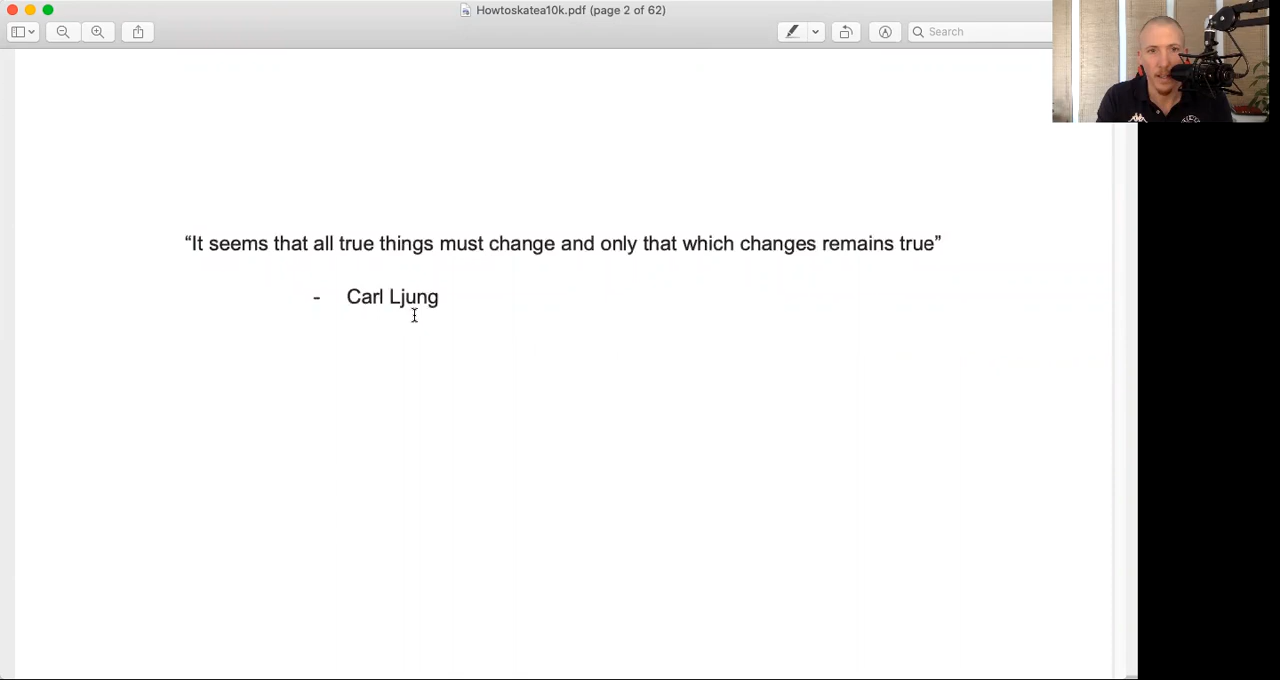 Howtoskatea10k.pdf (page 2 of 62)
Search
“It seems that all true things must change and only that which changes remains true”
- Carl Ljung